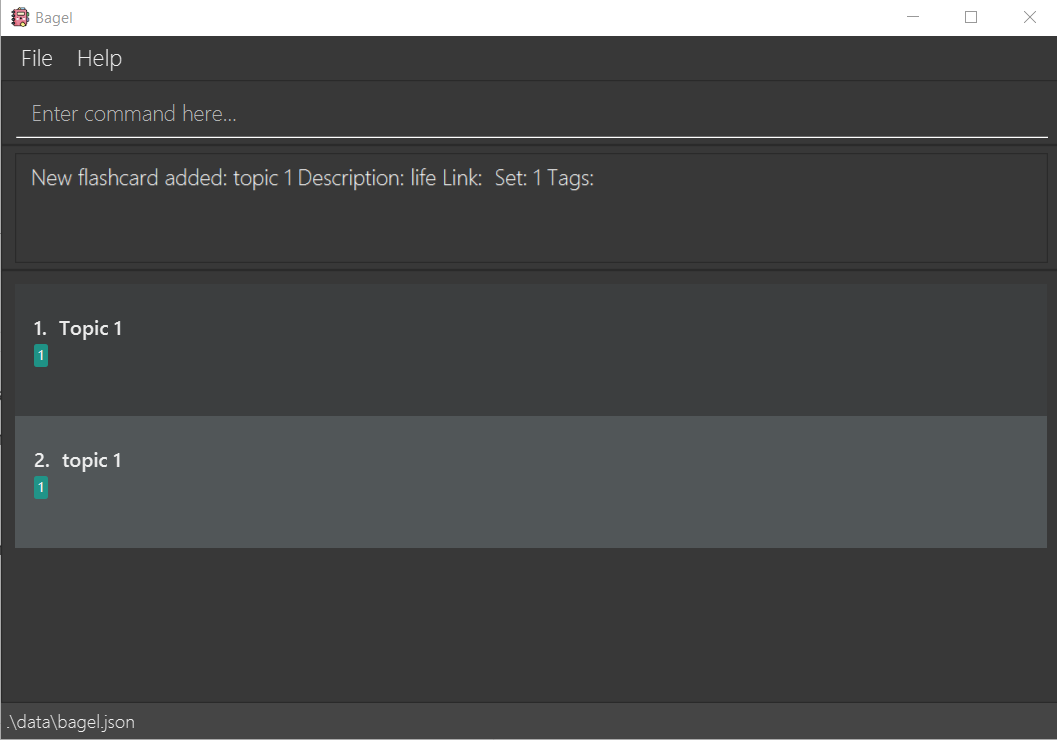 Bagel
File Help
Enter command here...
New flashcard added: topic 1 Description: life Link:  Set: 1 Tags:
1. Topic 1
1
2. topic 1
1
.\data\bagel.json